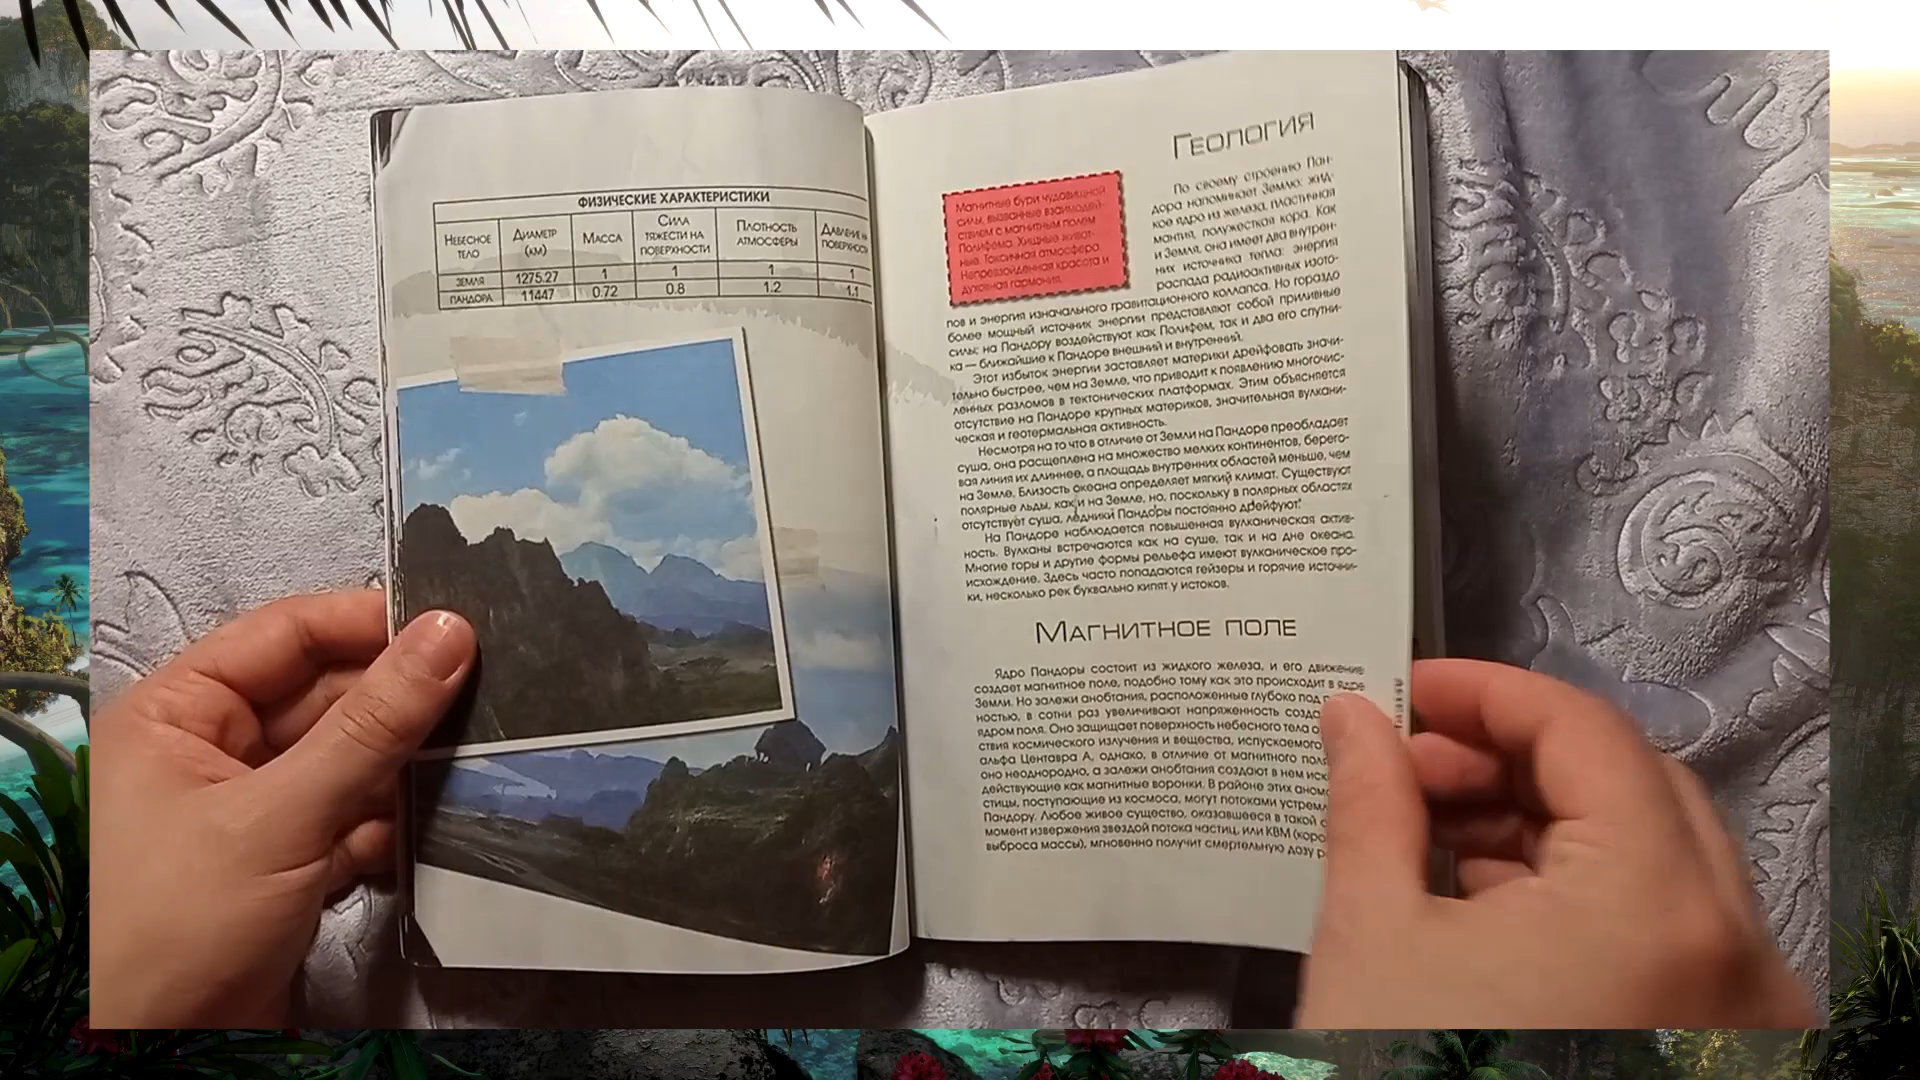 ФИЗИЧЕСКИЕ ХАРАКТЕРИСТИКИ
НЕБЕСНОЕ ТЕЛО ДИАМЕТР (КМ) МАССА СИЛА ТЯЖЕСТИ НА ПОВЕРХНОСТИ ПЛОТНОСТЬ АТМОСФЕРЫ ДАВЛЕНИЕ НА ПОВЕРХНОСТИ
ЗЕМЛЯ 1275.27 1 1 1 1
ПАНДОРА 11447 0.72 0.8 1.2 1.1
ГЕОЛОГИЯ
Магнитные бури чудовищной
силы, вызванные взаимодей-
ствием с магнитным полем
Полифема. Хищные живот-
ные. Токсичная атмосфера.
Непревзойденная красота и
духовная гармония.
По своему строению Пан-
дора напоминает Землю: жид-
кое ядро из железа, пластичная
мантия, полужесткая кора. Как
и Земля, она имеет два внутрен-
них источника тепла: энергия
распада радиоактивных изото-
пов и энергия изначального гравитационного коллапса. Но гораздо
более мощный источник энергии представляют собой приливные
силы: на Пандору воздействуют как Полифем, так и два его спутни-
ка — ближайшие к Пандоре внешний и внутренний.
Этот избыток энергии заставляет материки дрейфовать значи-
тельно быстрее, чем на Земле, что приводит к появлению многочис-
ленных разломов в тектонических платформах. Этим объясняется
отсутствие на Пандоре крупных материков, значительная вулкани-
ческая и геотермальная активность.
Несмотря на то что в отличие от Земли на Пандоре преобладает
суша, она расщеплена на множество мелких континентов, берего-
вая линия их длиннее, а площадь внутренних областей меньше, чем
на Земле. Близость океана определяет мягкий климат. Существуют
полярные льды, как и на Земле, но, поскольку в полярных областях
отсутствует суша, ледники Пандоры постоянно дрейфуют.
На Пандоре наблюдается повышенная вулканическая актив-
ность. Вулканы встречаются как на суше, так и на дне океана.
Многие горы и другие формы рельефа имеют вулканическое про-
исхождение. Здесь часто попадаются гейзеры и горячие источни-
ки, несколько рек буквально кипят у истоков.
МАГНИТНОЕ ПОЛЕ
Ядро Пандоры состоит из жидкого железа, и его движение
создает магнитное поле, подобно тому как это происходит в ядре
Земли. Но залежи анобтания, расположенные глубоко под
ностью, в сотни раз увеличивают напряженность созда
ядром поля. Оно защищает поверхность небесного тела о
ствия космического излучения и вещества, испускаемого
альфа Центавра А, однако, в отличие от магнитного поля
оно неоднородно, а залежи анобтания создают в нем иск
действующие как магнитные воронки. В районе этих анома
стицы, поступающие из космоса, могут потоками устремл
Пандору. Любое живое существо, оказавшееся в такой
момент извержения звездой потока частиц, или КВМ (коро
выброса массы), мгновенно получит смертельную дозу р